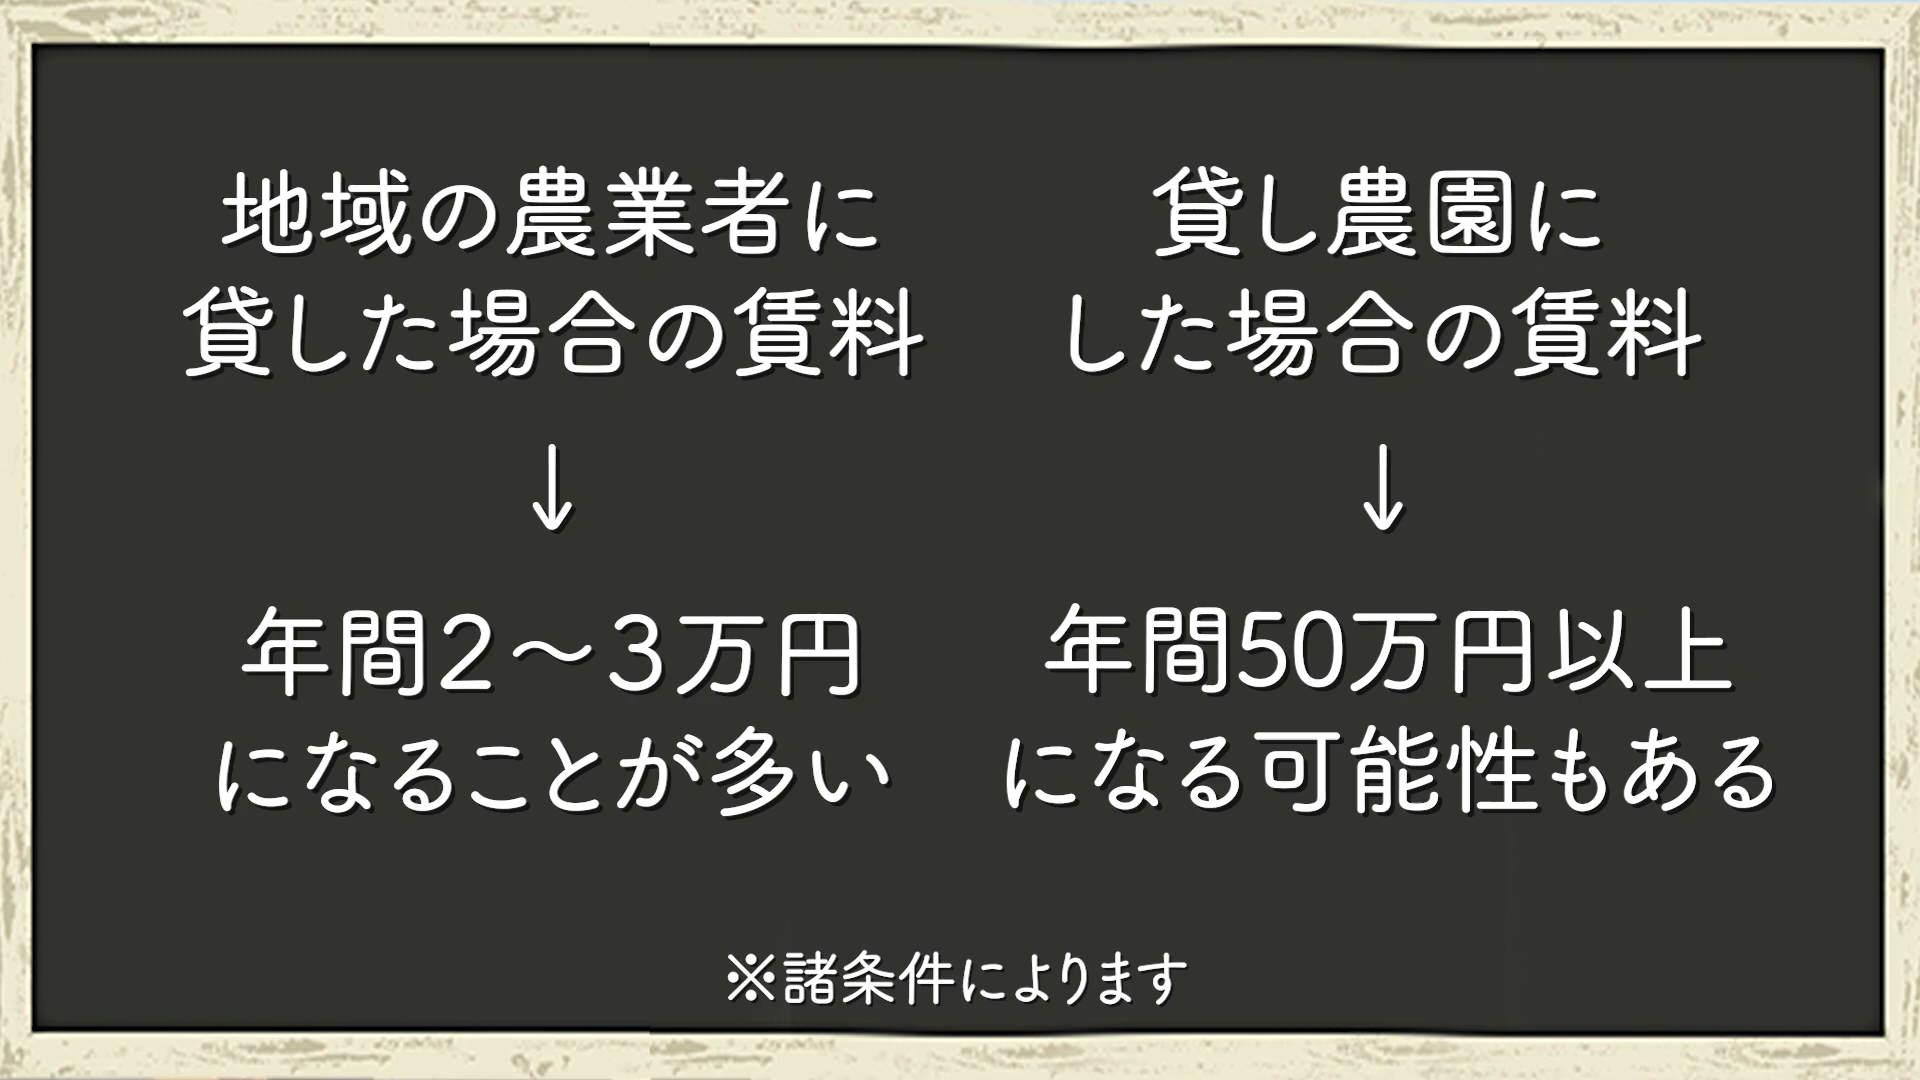 地域の農業者に
貸した場合の賃料
↓
年間2〜3万円
になることが多い
貸し農園に
した場合の賃料
↓
年間50万円以上
になる可能性もある
※諸条件によります